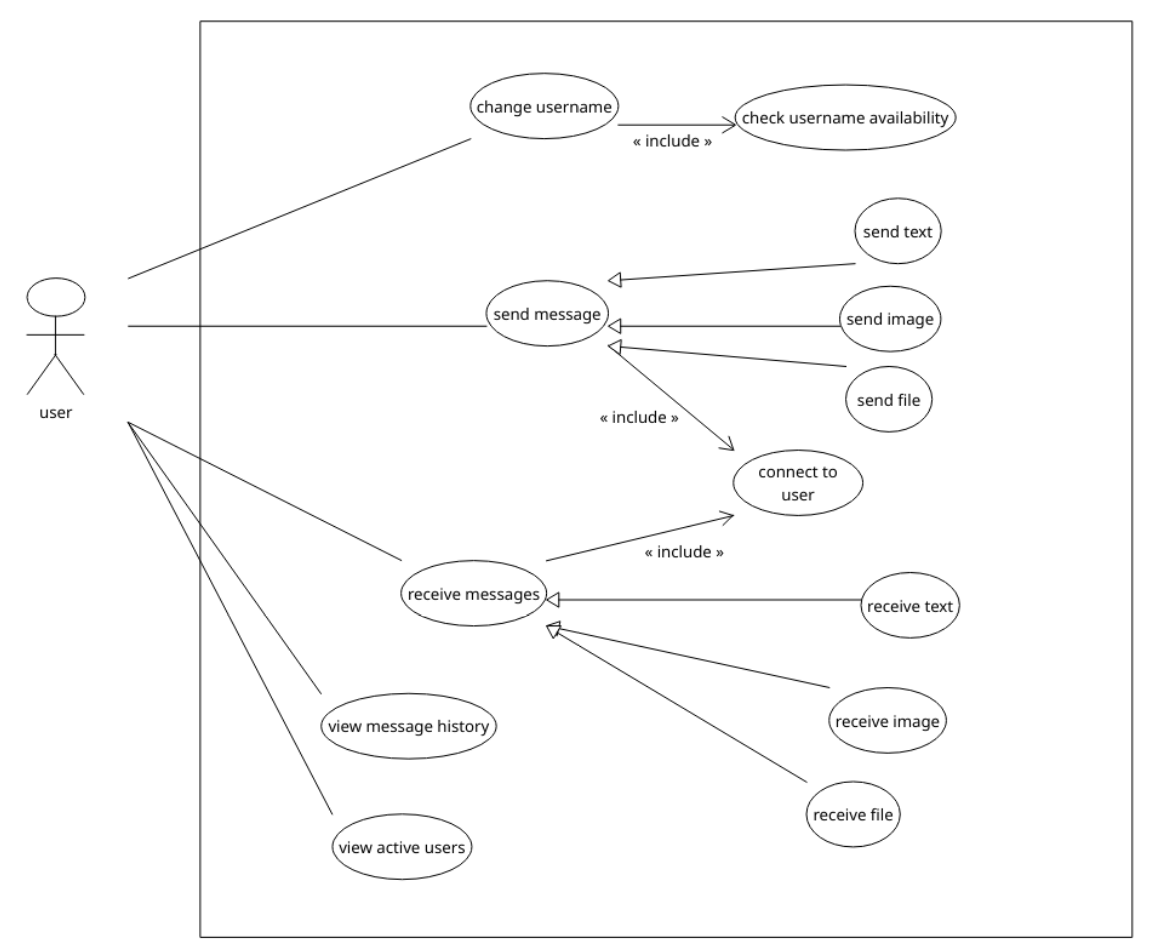 change username
check username availability
« include »
send text
send message
send image
send file
user
« include »
connect to
user
« include »
receive messages
receive text
view message history
receive image
receive file
view active users